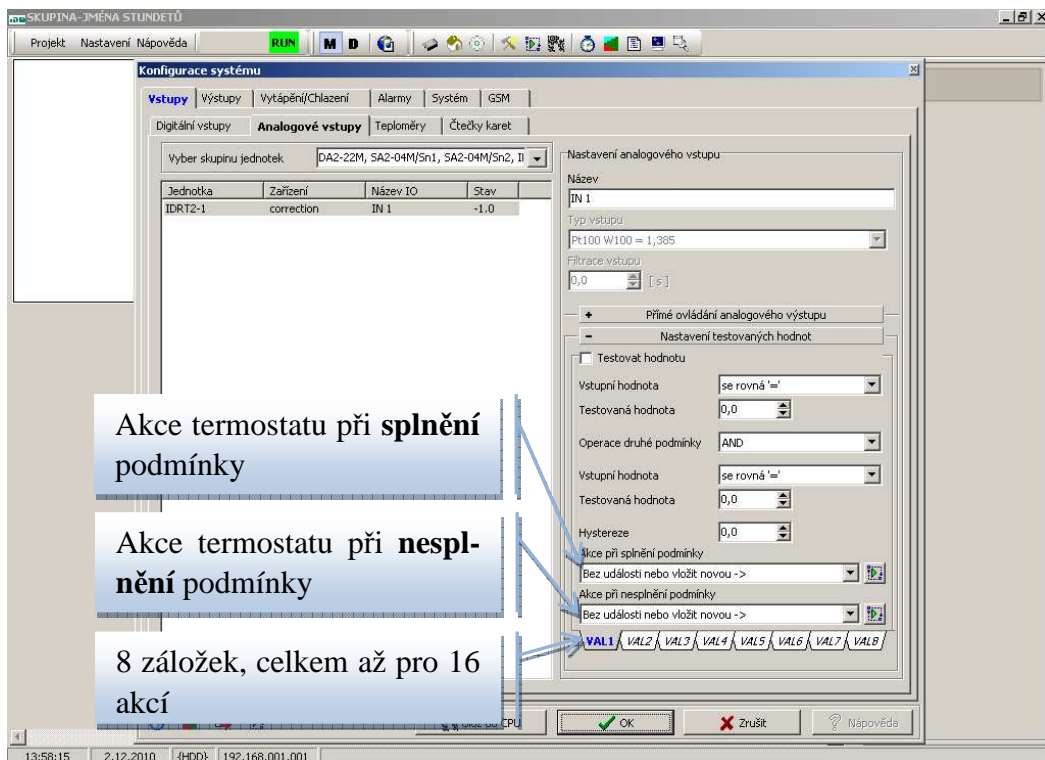 SKUPINA-JMÉNA STUNDETŮ
Projekt Nastavení Nápověda RUN M D
Konfigurace systému
Vstupy Výstupy Vytápění/Chlazení Alarmy Systém GSM
Digitální vstupy Analogové vstupy Teploměry Čtečky karet
Vyber skupinu jednotek DA2-22M, SA2-04M/Sn1, SA2-04M/Sn2, I
Jednotka Zařízení Název IO Stav
IDRT2-1 correction IN 1 -1.0
Nastavení analogového vstupu
Název
IN 1
Typ vstupu
Pt100 W100 = 1,385
Filtrace vstupu
0,0 [s]
+ Přímé ovládání analogového výstupu
- Nastavení testovaných hodnot
Testovat hodnotu
Vstupní hodnota se rovná '='
Testovaná hodnota 0,0
Operace druhé podmínky AND
Vstupní hodnota se rovná '='
Testovaná hodnota 0,0
Hystereze 0,0
Akce při splnění podmínky
Bez události nebo vložit novou ->
Akce při nesplnění podmínky
Bez události nebo vložit novou ->
VAL1 VAL2 VAL3 VAL4 VAL5 VAL6 VAL7 VAL8
Akce termostatu při splnění
podmínky
Akce termostatu při nespl-
nění podmínky
8 záložek, celkem až pro 16
akcí
CPU OK Zrušit Nápověda
13:58:15 2.12.2010 {HDD} 192.168.001.001